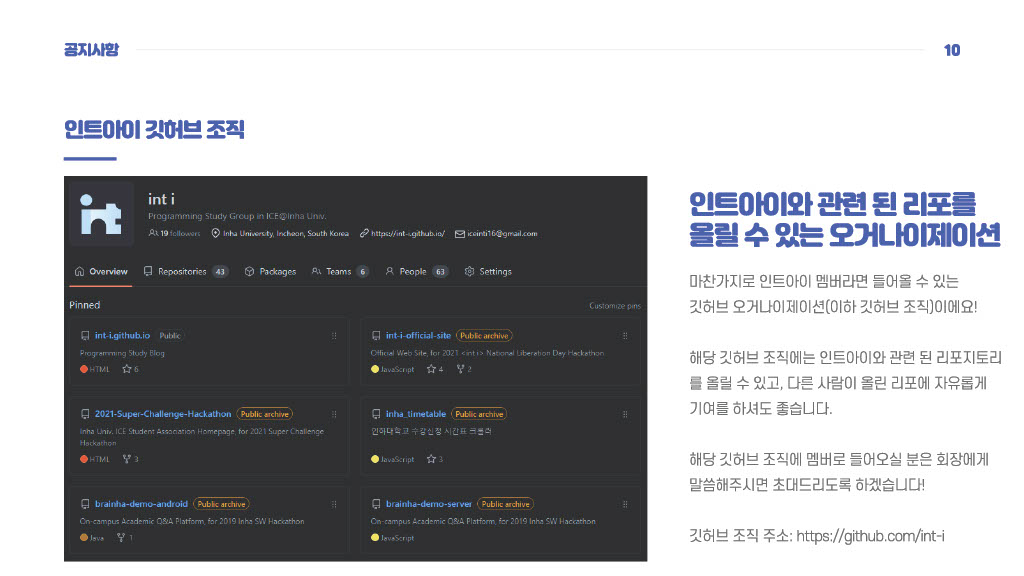 공지사항
10
인트아이 깃허브 조직
int i
Programming Study Group in ICE@Inha Univ.
19 followers Inha University, Incheon, South Korea https://int-i.github.io/ iceinti16@gmail.com
Overview Repositories 43 Packages Teams 6 People 63 Settings
Pinned
Customize pins
int-i.github.io Public
Programming Study Blog
HTML 6
int-i-official-site Public archive
Official Web Site, for 2021 <int i> National Liberation Day Hackathon
JavaScript 4 2
2021-Super-Challenge-Hackathon Public archive
Inha Univ. ICE Student Association Homepage, for 2021 Super Challenge
Hackathon
HTML 3
inha_timetable Public archive
인하대학교 수강신청 시간표 크롤러
JavaScript 3
brainha-demo-android Public archive
On-campus Academic Q&A Platform, for 2019 Inha SW Hackathon
Java 1
brainha-demo-server Public archive
On-campus Academic Q&A Platform, for 2019 Inha SW Hackathon
JavaScript
인트아이와 관련 된 리포를
올릴 수 있는 오거나이제이션
마찬가지로 인트아이 멤버라면 들어올 수 있는
깃허브 오거나이제이션(이하 깃허브 조직)이에요!
해당 깃허브 조직에는 인트아이와 관련 된 리포지토리
를 올릴 수 있고, 다른 사람이 올린 리포에 자유롭게
기여를 하셔도 좋습니다.
해당 깃허브 조직에 멤버로 들어오실 분은 회장에게
말씀해주시면 초대드리도록 하겠습니다!
깃허브 조직 주소: https://github.com/int-i